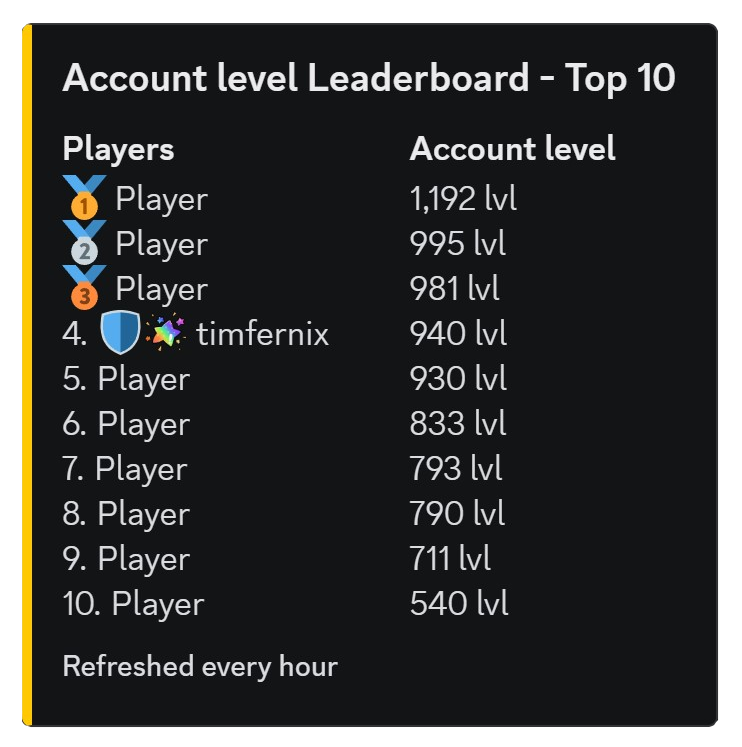 Account level Leaderboard - Top 10
Players Account level
1 Player 1,192 lvl
2 Player 995 lvl
3 Player 981 lvl
4. timfernix 940 lvl
5. Player 930 lvl
6. Player 833 lvl
7. Player 793 lvl
8. Player 790 lvl
9. Player 711 lvl
10. Player 540 lvl
Refreshed every hour